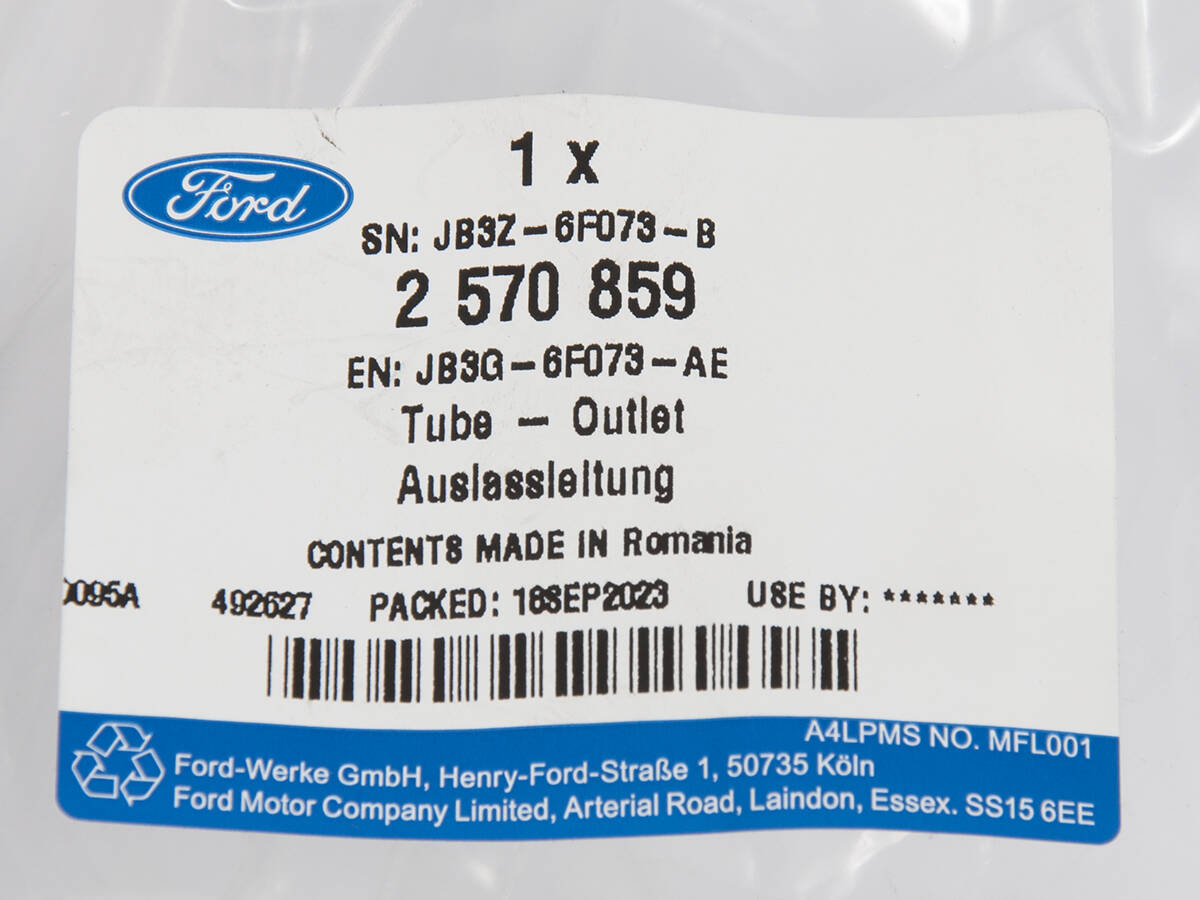 Ford
1 x
SN: JB3Z-6F073-B
2 570 859
EN: JB3G-6F073-AE
Tube - Outlet
Auslassleitung
CONTENTS MADE IN Romania
492627 PACKED: 18SEP2023 USE BY: *******
A4LPMS NO. MFL001
Ford-Werke GmbH, Henry-Ford-Straße 1, 50735 Köln
Ford Motor Company Limited, Arterial Road, Laindon, Essex. SS15 6EE